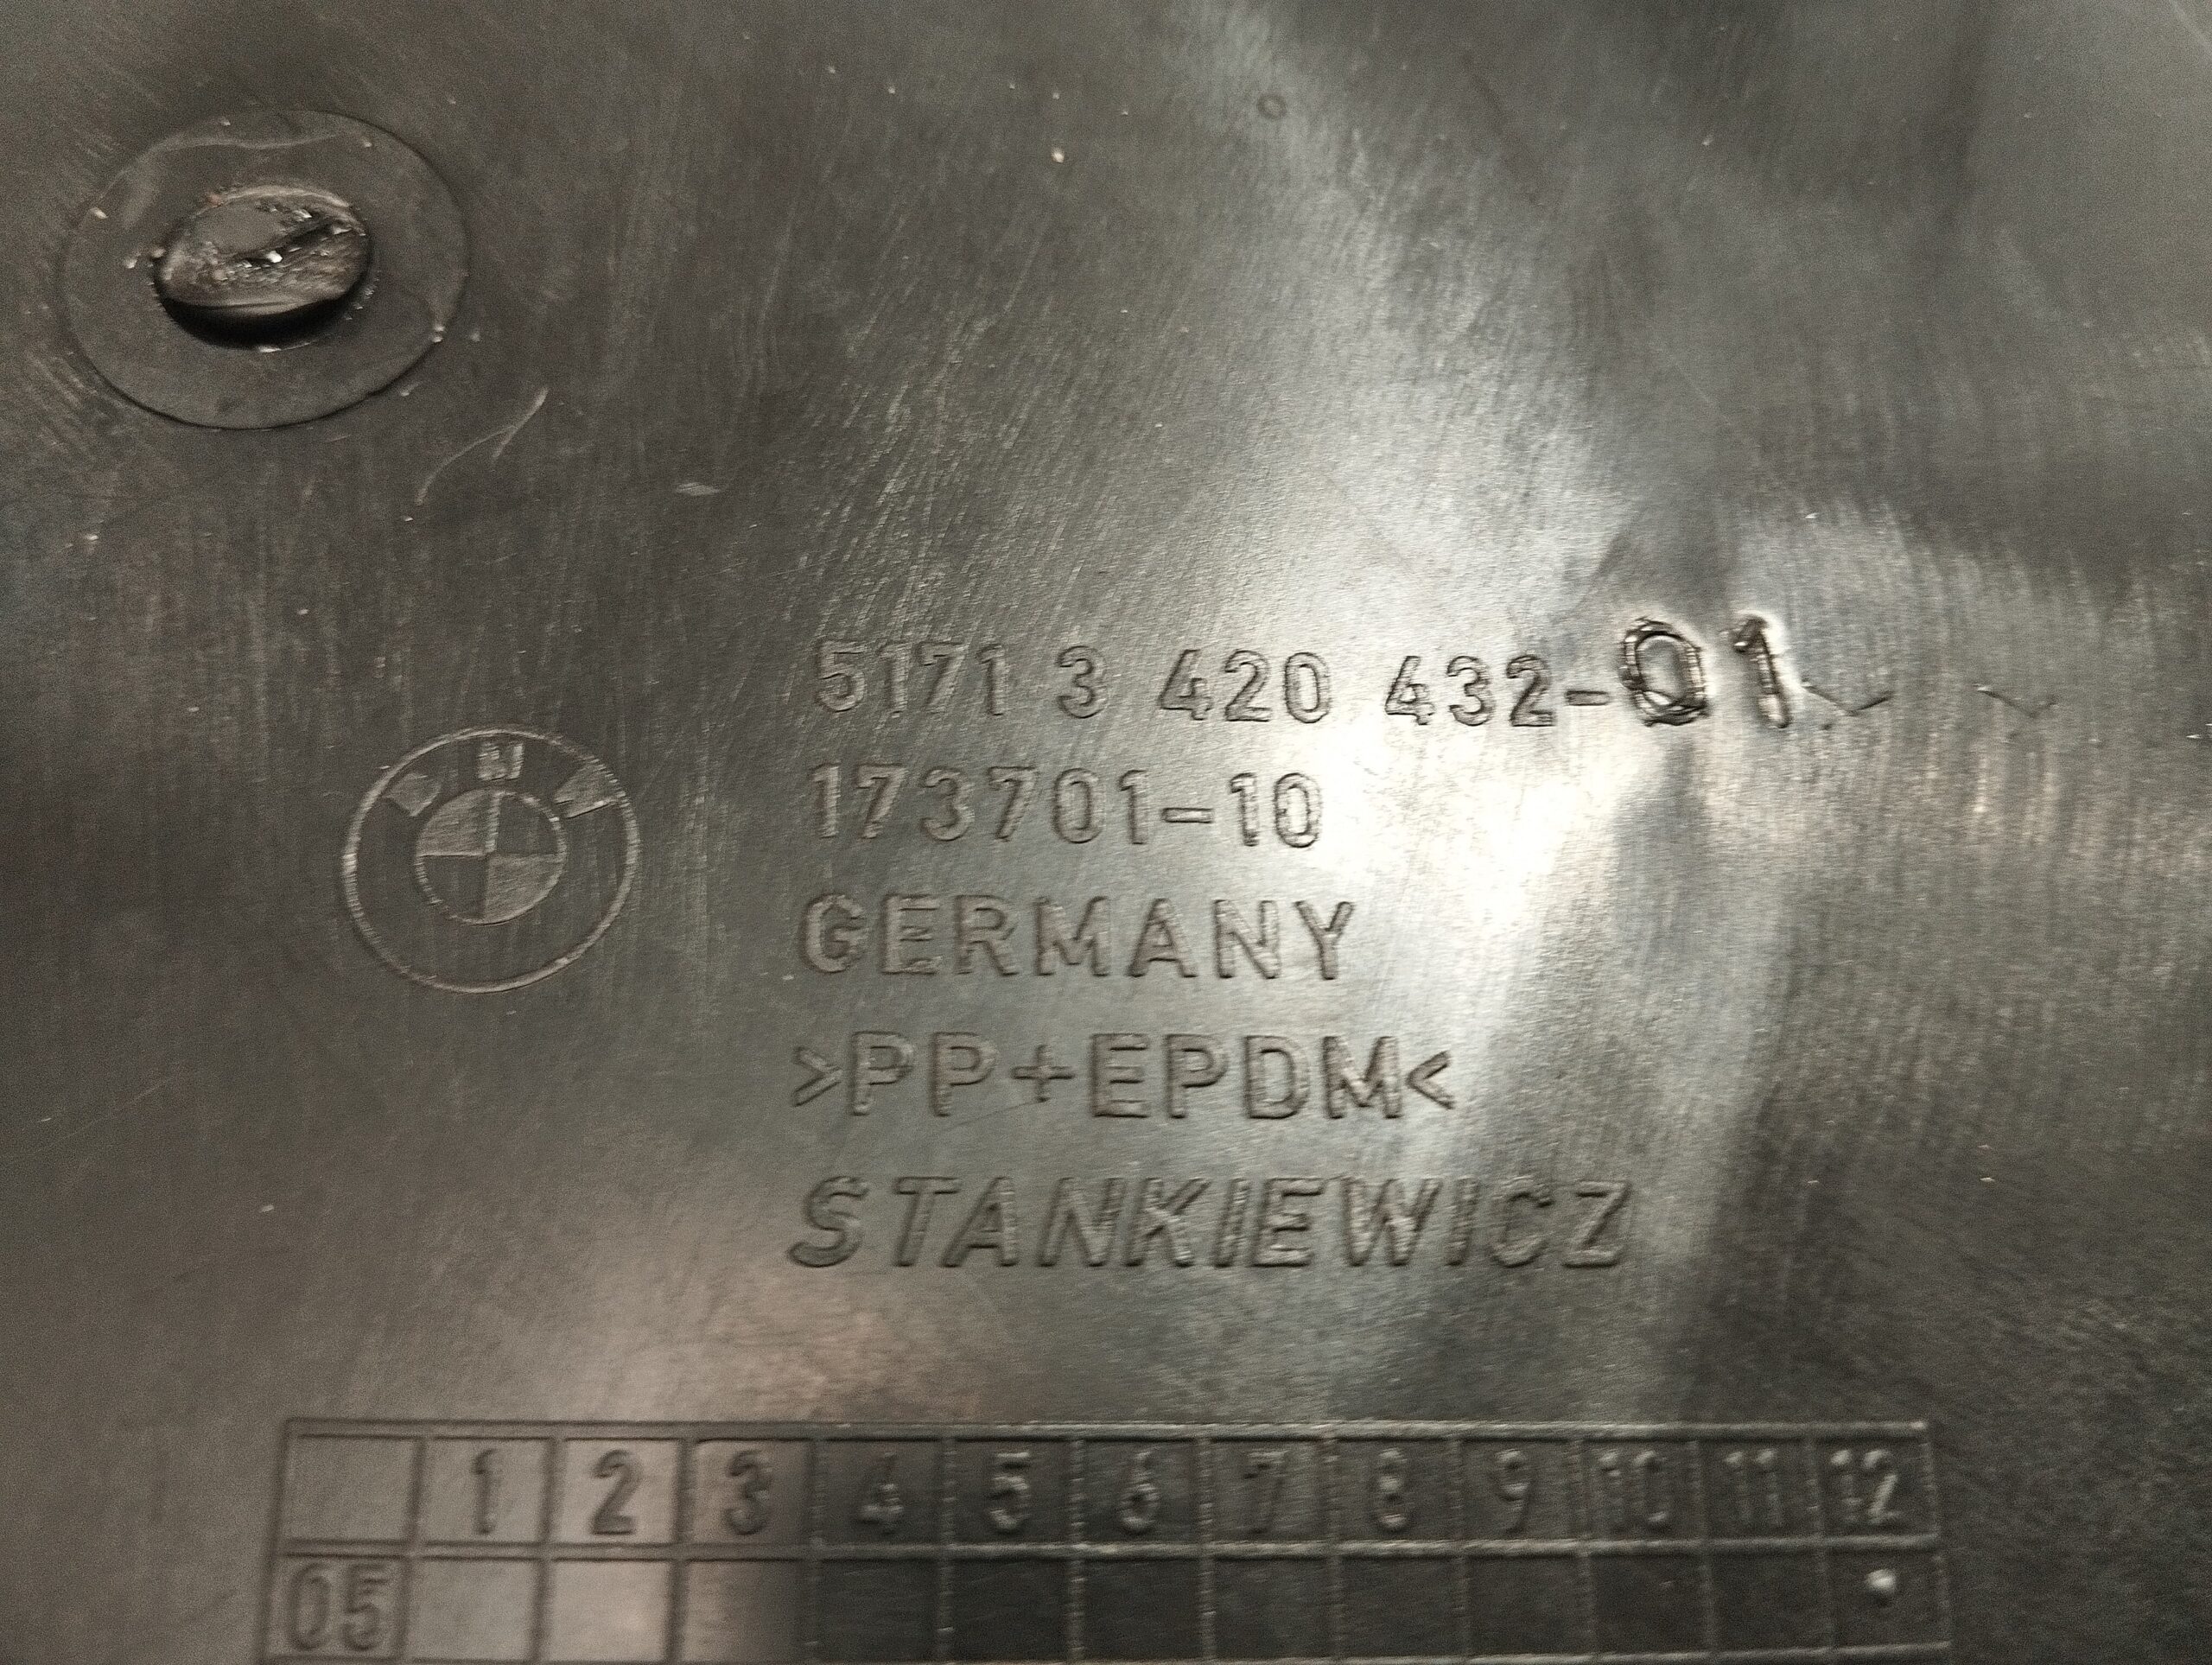 5171 3 420 432-01
BMW
173701-10
GERMANY
>PP+EPDM<
STANKIEWICZ
1 2 3 4 5 6 7 8 9 10 11 12
05